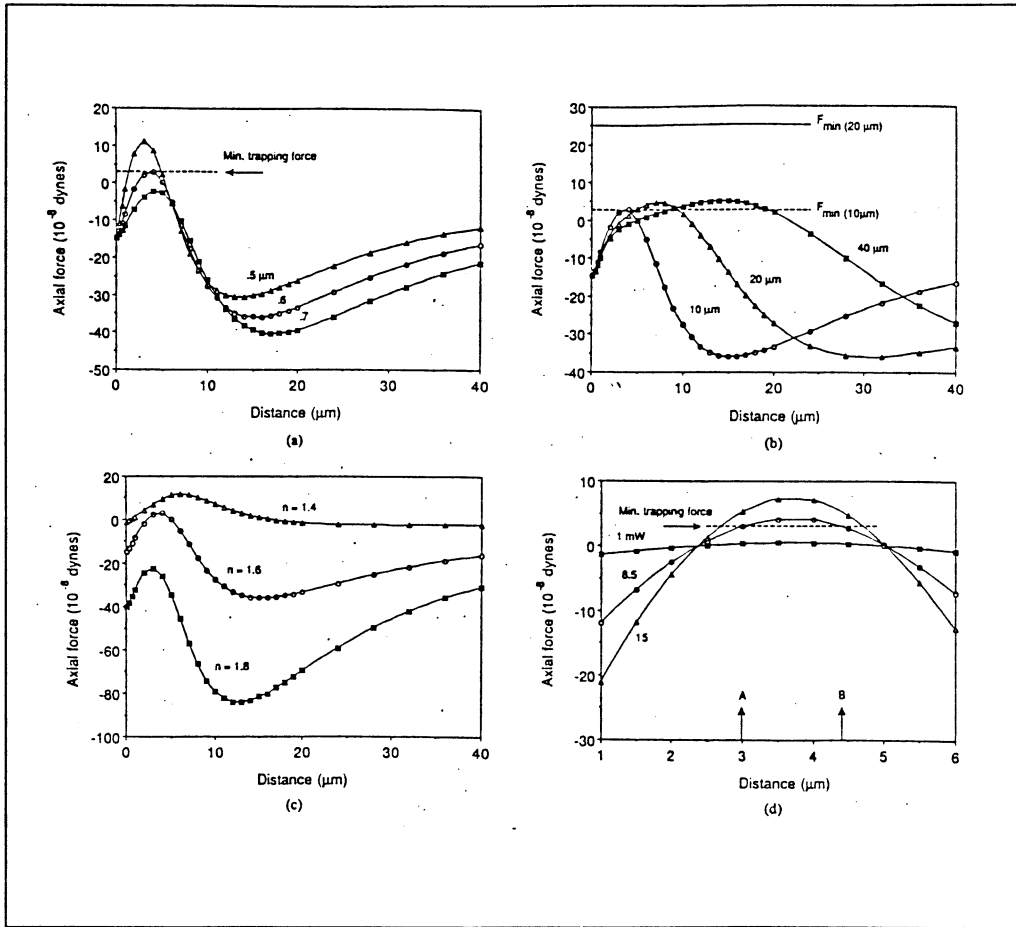 Axial force (10⁻⁸ dynes)
20
10
0
-10
-20
-30
-40
-50
Min. trapping force
.5 µm
.6
.7
0 10 20 30 40
Distance (µm)
(a)
Axial force (10⁻⁸ dynes)
30
20
10
0
-10
-20
-30
-40
F min (20 µm)
F min (10µm)
40 µm
20 µm
10 µm
0 10 20 30 40
Distance (µm)
(b)
Axial force (10⁻⁸ dynes)
20
0
-20
-40
-60
-80
-100
n = 1.4
n = 1.6
n = 1.8
0 10 20 30 40
Distance (µm)
(c)
Axial force (10⁻⁸ dynes)
10
0
-10
-20
-30
Min. trapping force
1 mW
8.5
15
A
B
1 2 3 4 5 6
Distance (µm)
(d)